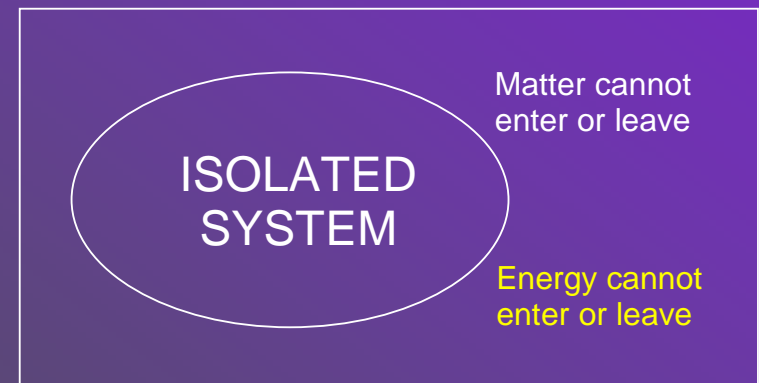 Matter cannot
enter or leave
ISOLATED
SYSTEM
Energy cannot
enter or leave